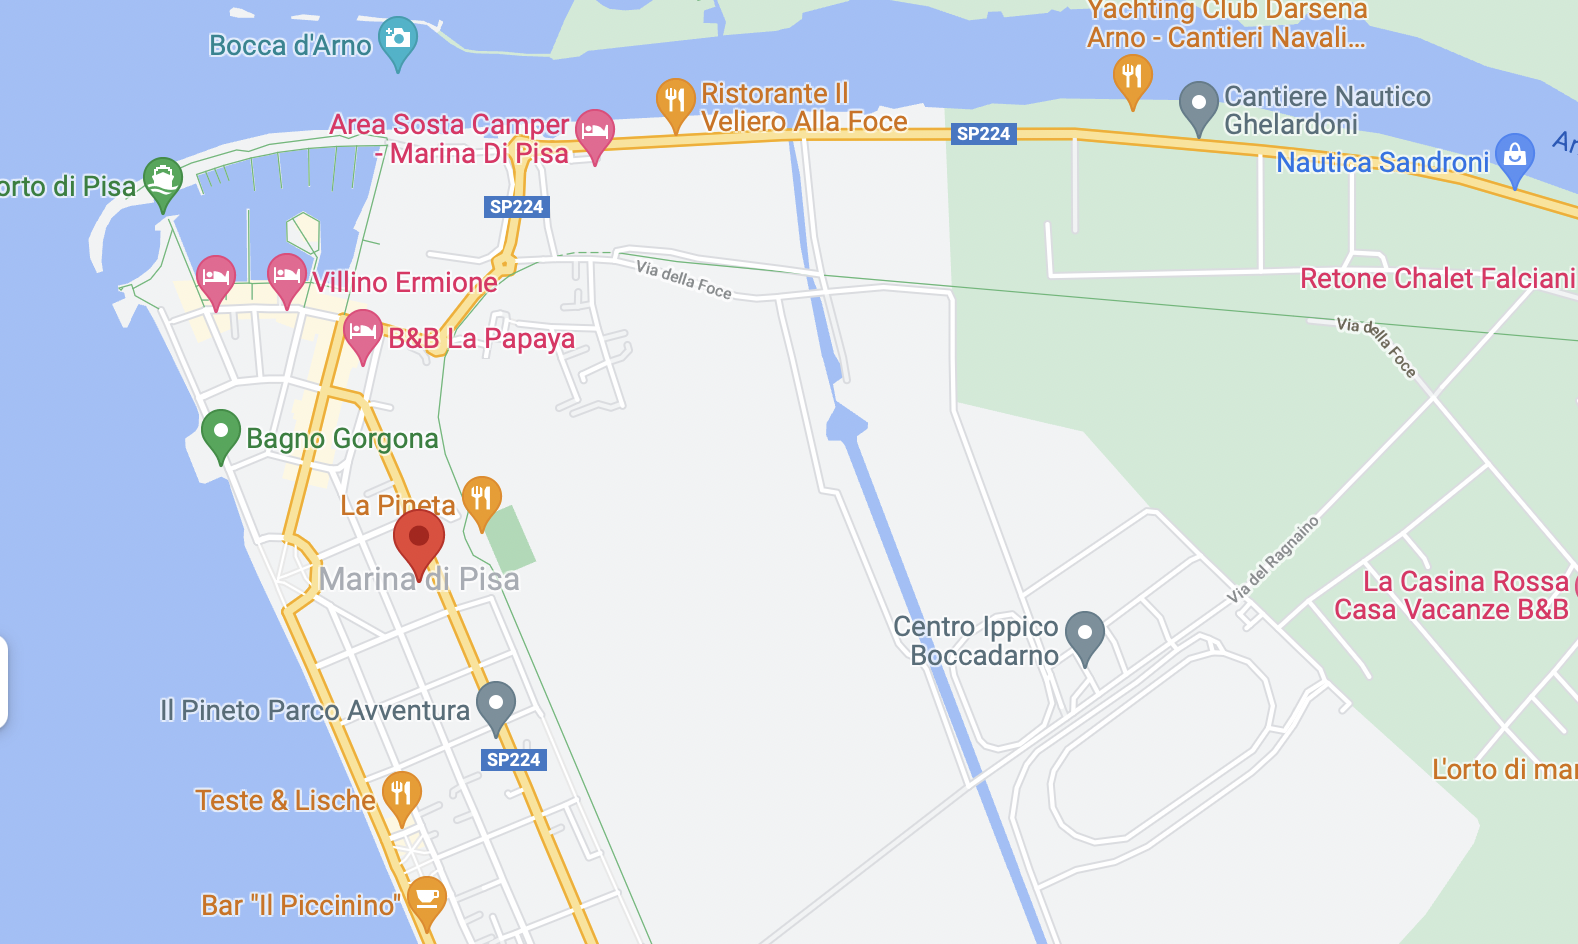 Yachting Club Darsena
Arno - Cantieri Navali...
Bocca d'Arno
Ristorante Il
Veliero Alla Foce
Cantiere Nautico
Ghelardoni
Area Sosta Camper
- Marina Di Pisa
SP224
Nautica Sandroni
orto di Pisa
SP224
Via della Foce
Villino Ermione
Retone Chalet Falciani
B&B La Papaya
Via della Foce
Bagno Gorgona
La Pineta
Marina di Pisa
Via del Ragnaino
La Casina Rossa
Casa Vacanze B&B
Centro Ippico
Boccadarno
Il Pineto Parco Avventura
SP224
L'orto di mar
Teste & Lische
Bar "Il Piccinino"